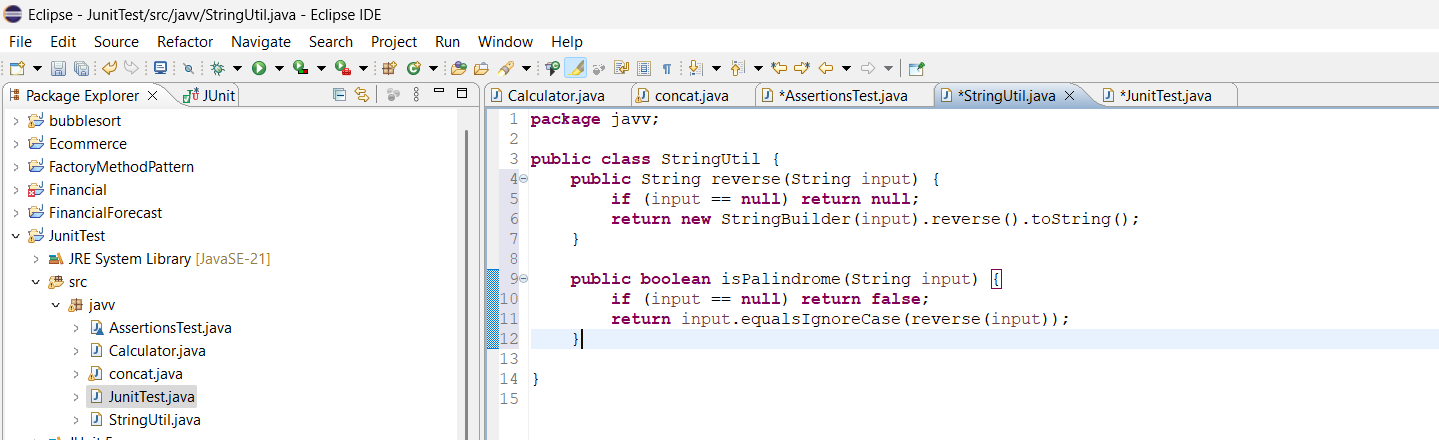 Eclipse - JunitTest/src/javv/StringUtil.java - Eclipse IDE
File Edit Source Refactor Navigate Search Project Run Window Help
Package Explorer JUnit
bubblesort
Ecommerce
FactoryMethodPattern
Financial
FinancialForecast
JunitTest
JRE System Library [JavaSE-21]
src
javv
AssertionsTest.java
Calculator.java
concat.java
JunitTest.java
StringUtil.java
Calculator.java concat.java *AssertionsTest.java *StringUtil.java *JunitTest.java
1 package javv;
2
3 public class StringUtil {
4 public String reverse(String input) {
5 if (input == null) return null;
6 return new StringBuilder(input).reverse().toString();
7 }
8
9 public boolean isPalindrome(String input) {
10 if (input == null) return false;
11 return input.equalsIgnoreCase(reverse(input));
12 }
13
14 }
15